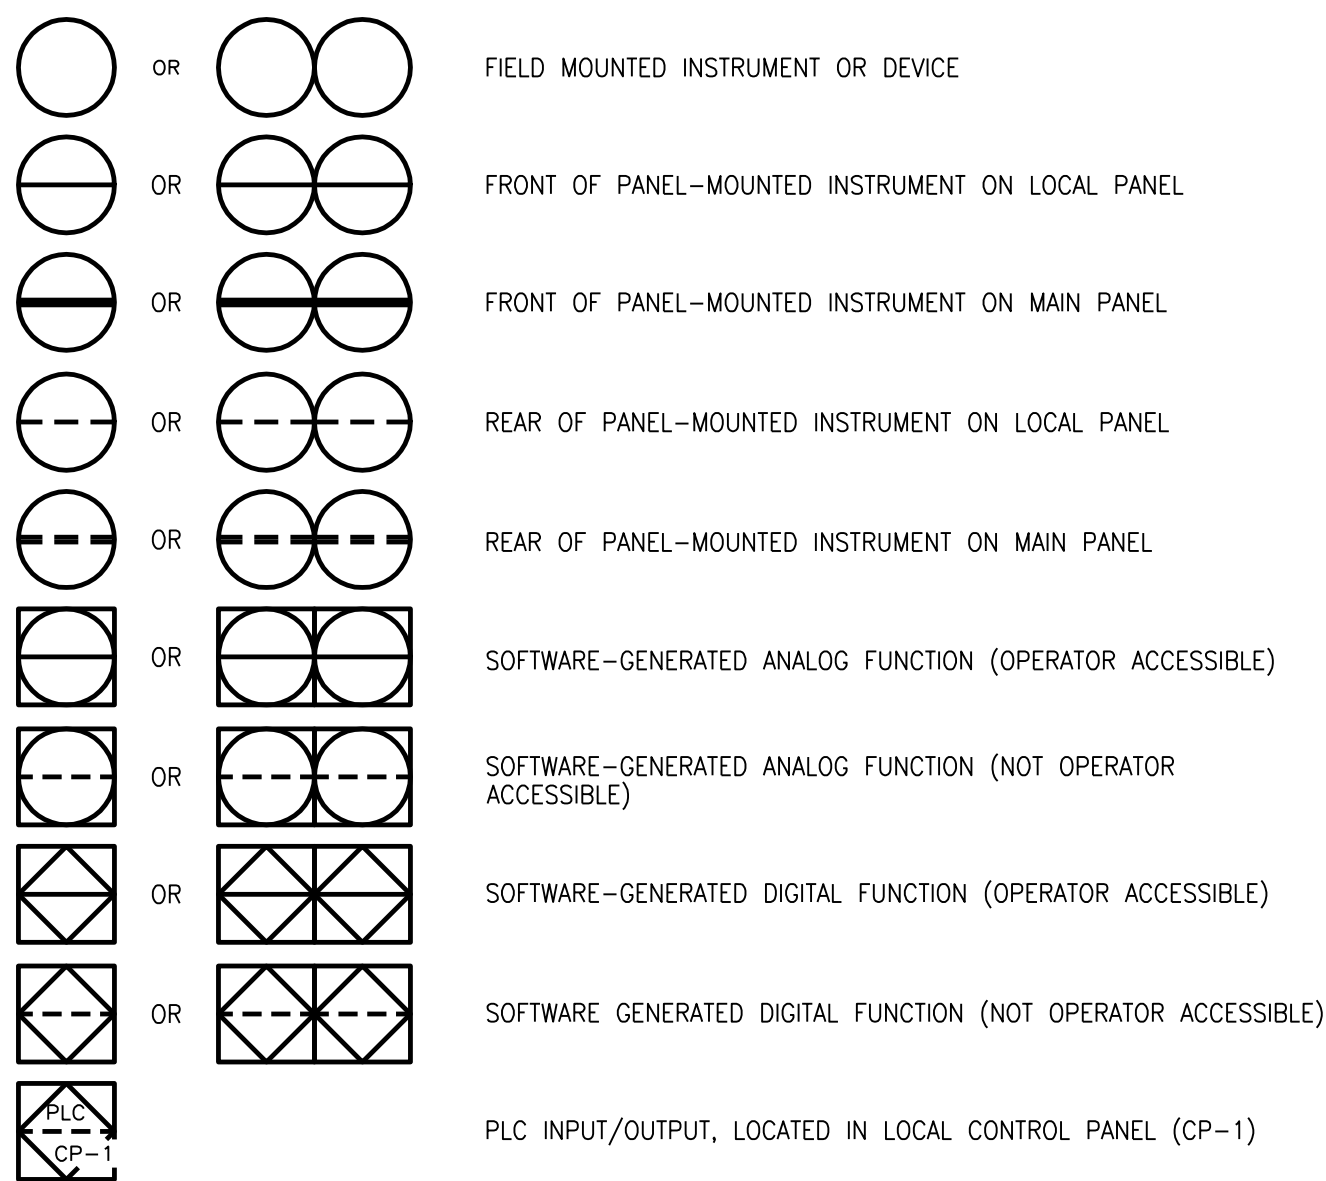 OR FIELD MOUNTED INSTRUMENT OR DEVICE
OR FRONT OF PANEL-MOUNTED INSTRUMENT ON LOCAL PANEL
OR FRONT OF PANEL-MOUNTED INSTRUMENT ON MAIN PANEL
OR REAR OF PANEL-MOUNTED INSTRUMENT ON LOCAL PANEL
OR REAR OF PANEL-MOUNTED INSTRUMENT ON MAIN PANEL
OR SOFTWARE-GENERATED ANALOG FUNCTION (OPERATOR ACCESSIBLE)
OR SOFTWARE-GENERATED ANALOG FUNCTION (NOT OPERATOR
ACCESSIBLE)
OR SOFTWARE-GENERATED DIGITAL FUNCTION (OPERATOR ACCESSIBLE)
OR SOFTWARE GENERATED DIGITAL FUNCTION (NOT OPERATOR ACCESSIBLE)
PLC
CP-1
PLC INPUT/OUTPUT, LOCATED IN LOCAL CONTROL PANEL (CP-1)